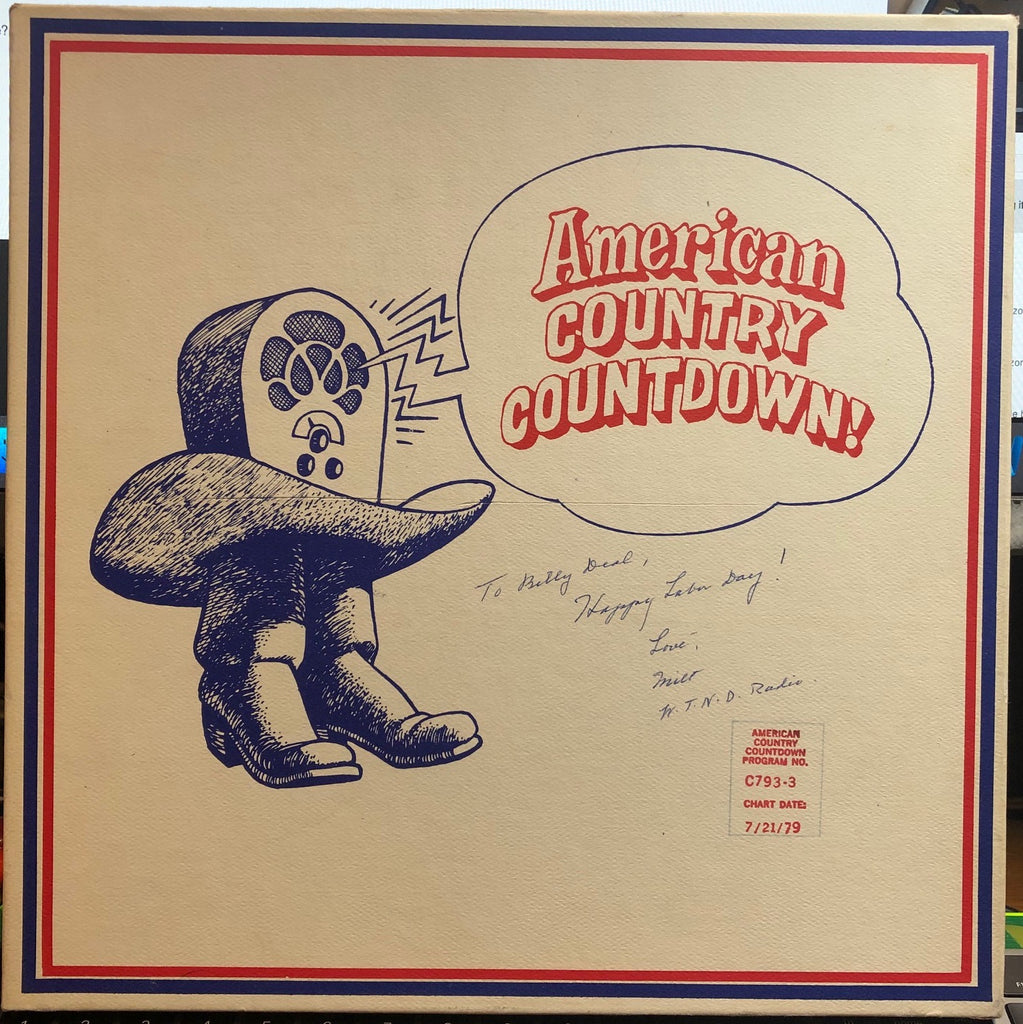 American
COUNTRY
COUNTDOWN!
To Billy Deal,
Happy Labor Day!
Love,
Milt
W.T.N.D. Radio.
AMERICAN
COUNTRY
COUNTDOWN
PROGRAM NO.
C793-3
CHART DATE:
7/21/79